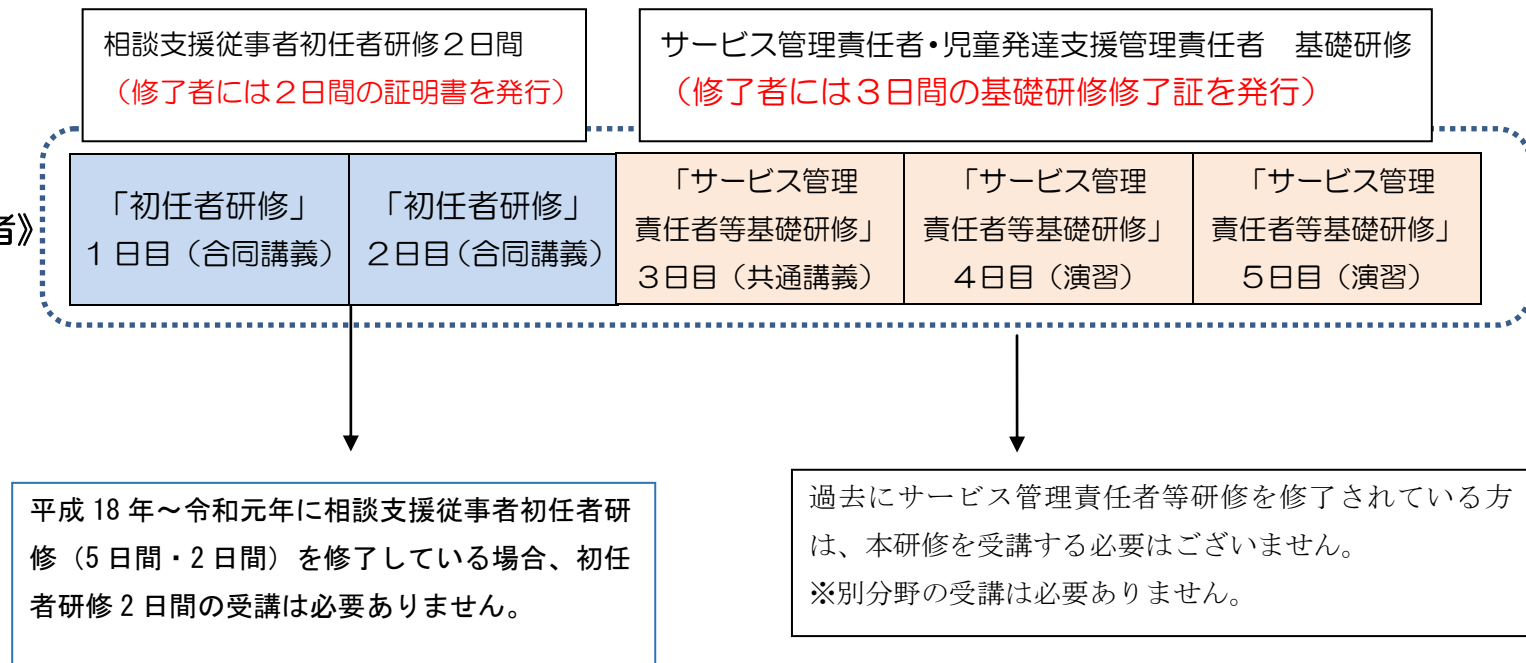 相談支援従事者初任者研修２日間
（修了者には２日間の証明書を発行）
サービス管理責任者・児童発達支援管理責任者　基礎研修
（修了者には３日間の基礎研修修了証を発行）
者》
「初任者研修」
１日目（合同講義）
「初任者研修」
２日目（合同講義）
「サービス管理
責任者等基礎研修」
３日目（共通講義）
「サービス管理
責任者等基礎研修」
４日目（演習）
「サービス管理
責任者等基礎研修」
５日目（演習）
平成 18 年～令和元年に相談支援従事者初任者研
修（5 日間・2 日間）を修了している場合、初任
者研修 2 日間の受講は必要ありません。
過去にサービス管理責任者等研修を修了されている方
は、本研修を受講する必要はございません。
※別分野の受講は必要ありません。